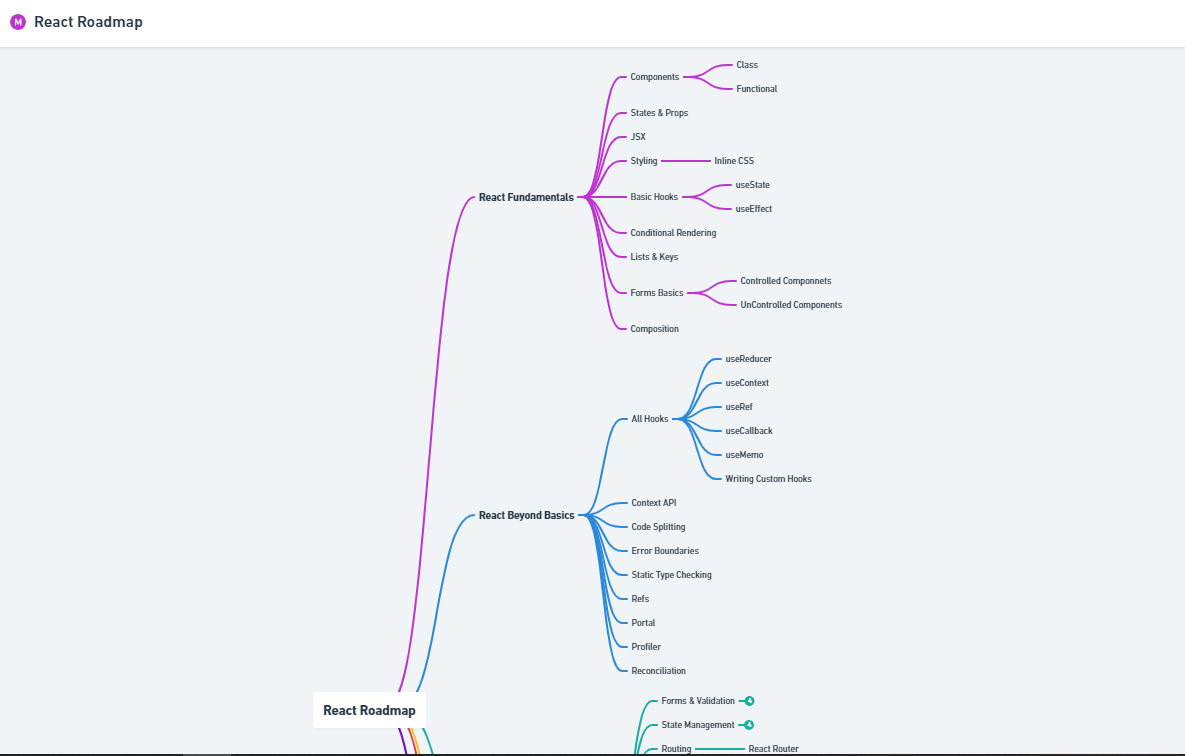 M React Roadmap
Components
Class
Functional
States & Props
JSX
Styling
Inline CSS
React Fundamentals
Basic Hooks
useState
useEffect
Conditional Rendering
Lists & Keys
Forms Basics
Controlled Componnets
UnControlled Components
Composition
All Hooks
useReducer
useContext
useRef
useCallback
useMemo
Writing Custom Hooks
React Beyond Basics
Context API
Code Splitting
Error Boundaries
Static Type Checking
Refs
Portal
Profiler
Reconciliation
React Roadmap
Forms & Validation 4
State Management 4
Routing
React Router